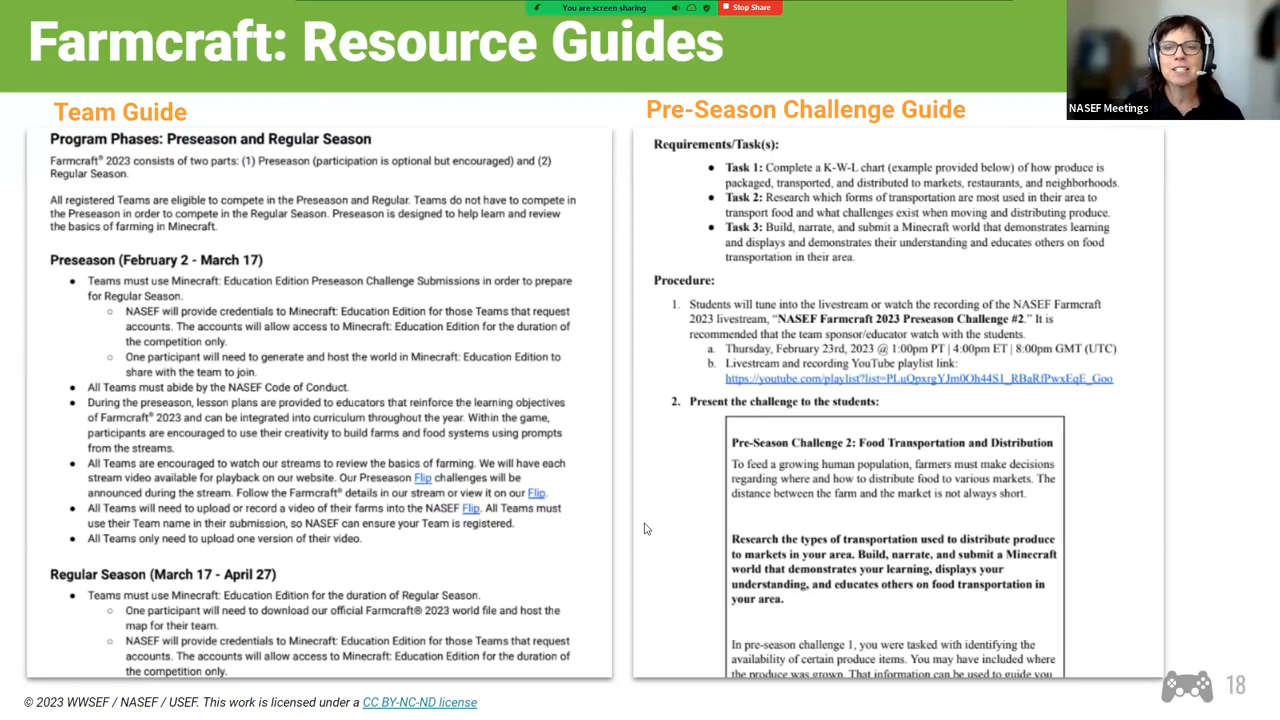 You are screen sharing
Stop Share
Farmcraft: Resource Guides
NASEF Meetings
Team Guide
Program Phases: Preseason and Regular Season
Farmcraft® 2023 consists of two parts: (1) Preseason (participation is optional but encouraged) and (2)
Regular Season.
All registered Teams are eligible to compete in the Preseason and Regular. Teams do not have to compete in
the Preseason in order to compete in the Regular Season. Preseason is designed to help learn and review
the basics of farming in Minecraft.
Preseason (February 2 - March 17)
● Teams must use Minecraft: Education Edition Preseason Challenge Submissions in order to prepare
for Regular Season.
○ NASEF will provide credentials to Minecraft: Education Edition for those Teams that request
accounts. The accounts will allow access to Minecraft: Education Edition for the duration of
the competition only.
○ One participant will need to generate and host the world in Minecraft: Education Edition to
share with the team to join.
● All Teams must abide by the NASEF Code of Conduct.
● During the preseason, lesson plans are provided to educators that reinforce the learning objectives
of Farmcraft® 2023 and can be integrated into curriculum throughout the year. Within the game,
participants are encouraged to use their creativity to build farms and food systems using prompts
from the streams.
● All Teams are encouraged to watch our streams to review the basics of farming. We will have each
stream video available for playback on our website. Our Preseason Flip challenges will be
announced during the stream. Follow the Farmcraft® details in our stream or view it on our Flip.
● All Teams will need to upload or record a video of their farms into the NASEF Flip. All Teams must
use their Team name in their submission, so NASEF can ensure your Team is registered.
● All Teams only need to upload one version of their video.
Regular Season (March 17 - April 27)
● Teams must use Minecraft: Education Edition for the duration of Regular Season.
○ One participant will need to download our official Farmcraft® 2023 world file and host the
map for their team.
○ NASEF will provide credentials to Minecraft: Education Edition for those Teams that request
accounts. The accounts will allow access to Minecraft: Education Edition for the duration of
the competition only.
Pre-Season Challenge Guide
Requirements/Task(s):
● Task 1: Complete a K-W-L chart (example provided below) of how produce is
packaged, transported, and distributed to markets, restaurants, and neighborhoods.
● Task 2: Research which forms of transportation are most used in their area to
transport food and what challenges exist when moving and distributing produce.
● Task 3: Build, narrate, and submit a Minecraft world that demonstrates learning
and displays and demonstrates their understanding and educates others on food
transportation in their area.
Procedure:
1. Students will tune into the livestream or watch the recording of the NASEF Farmcraft
2023 livestream, “NASEF Farmcraft 2023 Preseason Challenge #2.” It is
recommended that the team sponsor/educator watch with the students.
a. Thursday, February 23rd, 2023 @ 1:00pm PT | 4:00pm ET | 8:00pm GMT (UTC)
b. Livestream and recording YouTube playlist link:
https://youtube.com/playlist?list=PLuQpxrgYJm0Oh44S1_RBaRfPwxEqE_Goo
2. Present the challenge to the students:
Pre-Season Challenge 2: Food Transportation and Distribution
To feed a growing human population, farmers must make decisions
regarding where and how to distribute food to various markets. The
distance between the farm and the market is not always short.
Research the types of transportation used to distribute produce
to markets in your area. Build, narrate, and submit a Minecraft
world that demonstrates your learning, displays your
understanding, and educates others on food transportation in
your area.
In pre-season challenge 1, you were tasked with identifying the
availability of certain produce items. You may have included where
the produce was grown. That information can be used to guide you
© 2023 WWSEF / NASEF / USEF. This work is licensed under a CC BY-NC-ND license
18